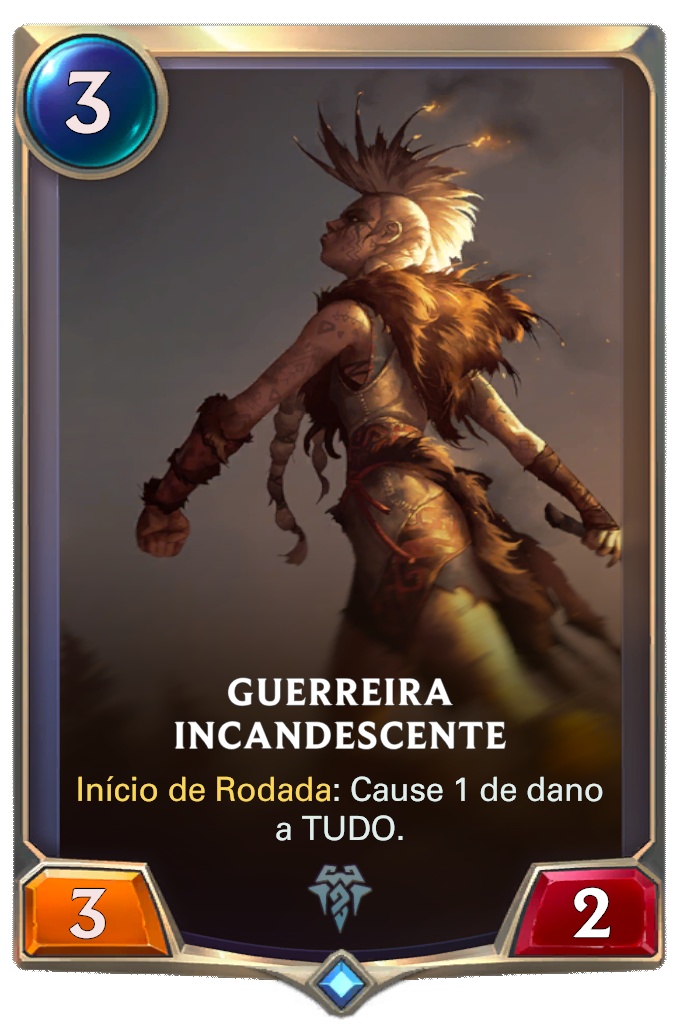 3
GUERREIRA
INCANDESCENTE
Início de Rodada: Cause 1 de dano
a TUDO.
3
2